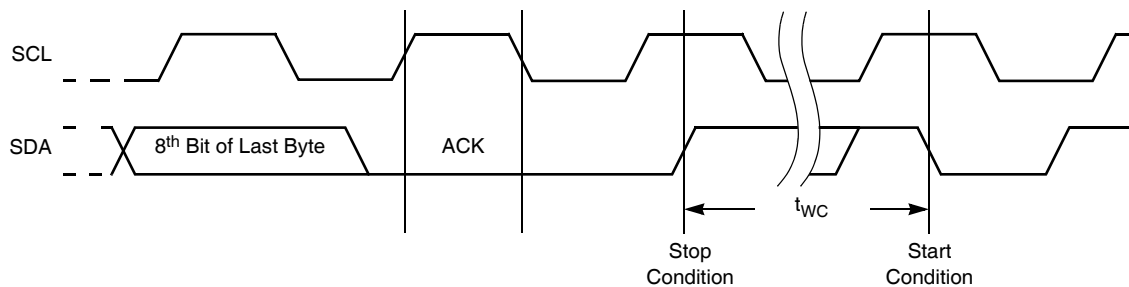 SCL
SDA
8th Bit of Last Byte
ACK
tWC
Stop
Condition
Start
Condition